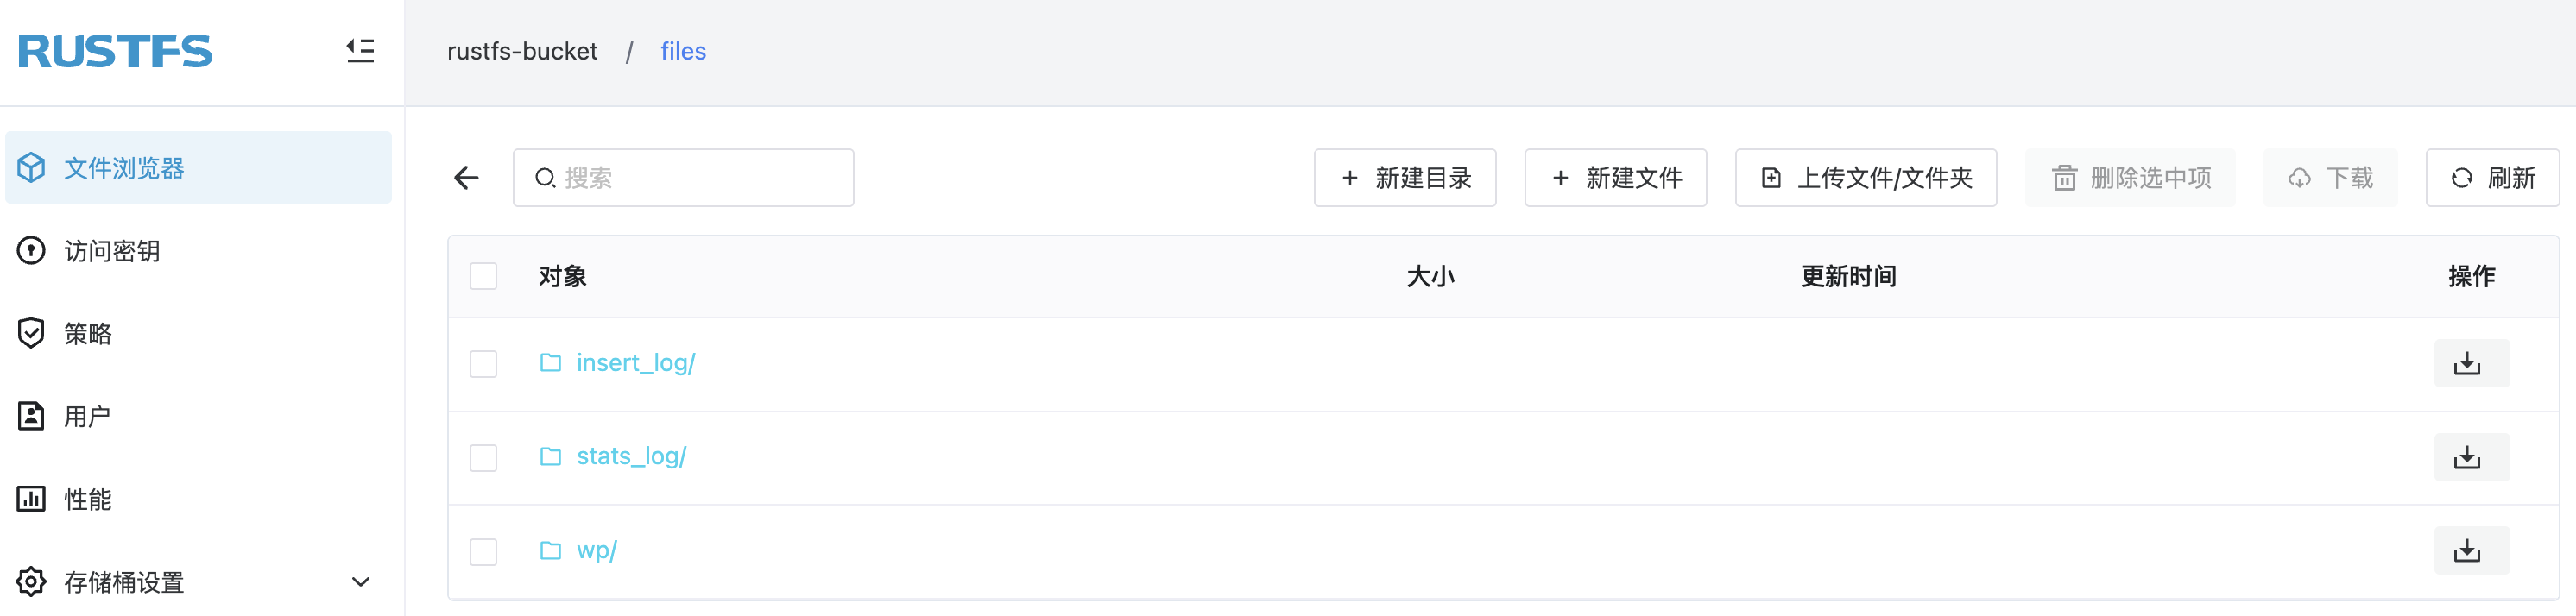 RUSTFS
rustfs-bucket / files
文件浏览器
访问密钥
策略
用户
性能
存储桶设置
搜索
+ 新建目录
+ 新建文件
上传文件/文件夹
删除选中项
下载
刷新
对象 大小 更新时间 操作
insert_log/
stats_log/
wp/